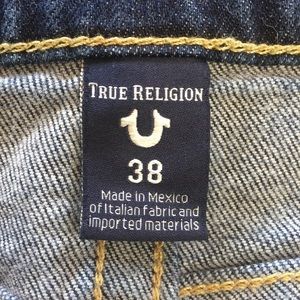 TRUE RELIGION
38
Made in Mexico
of Italian fabric and
imported materials